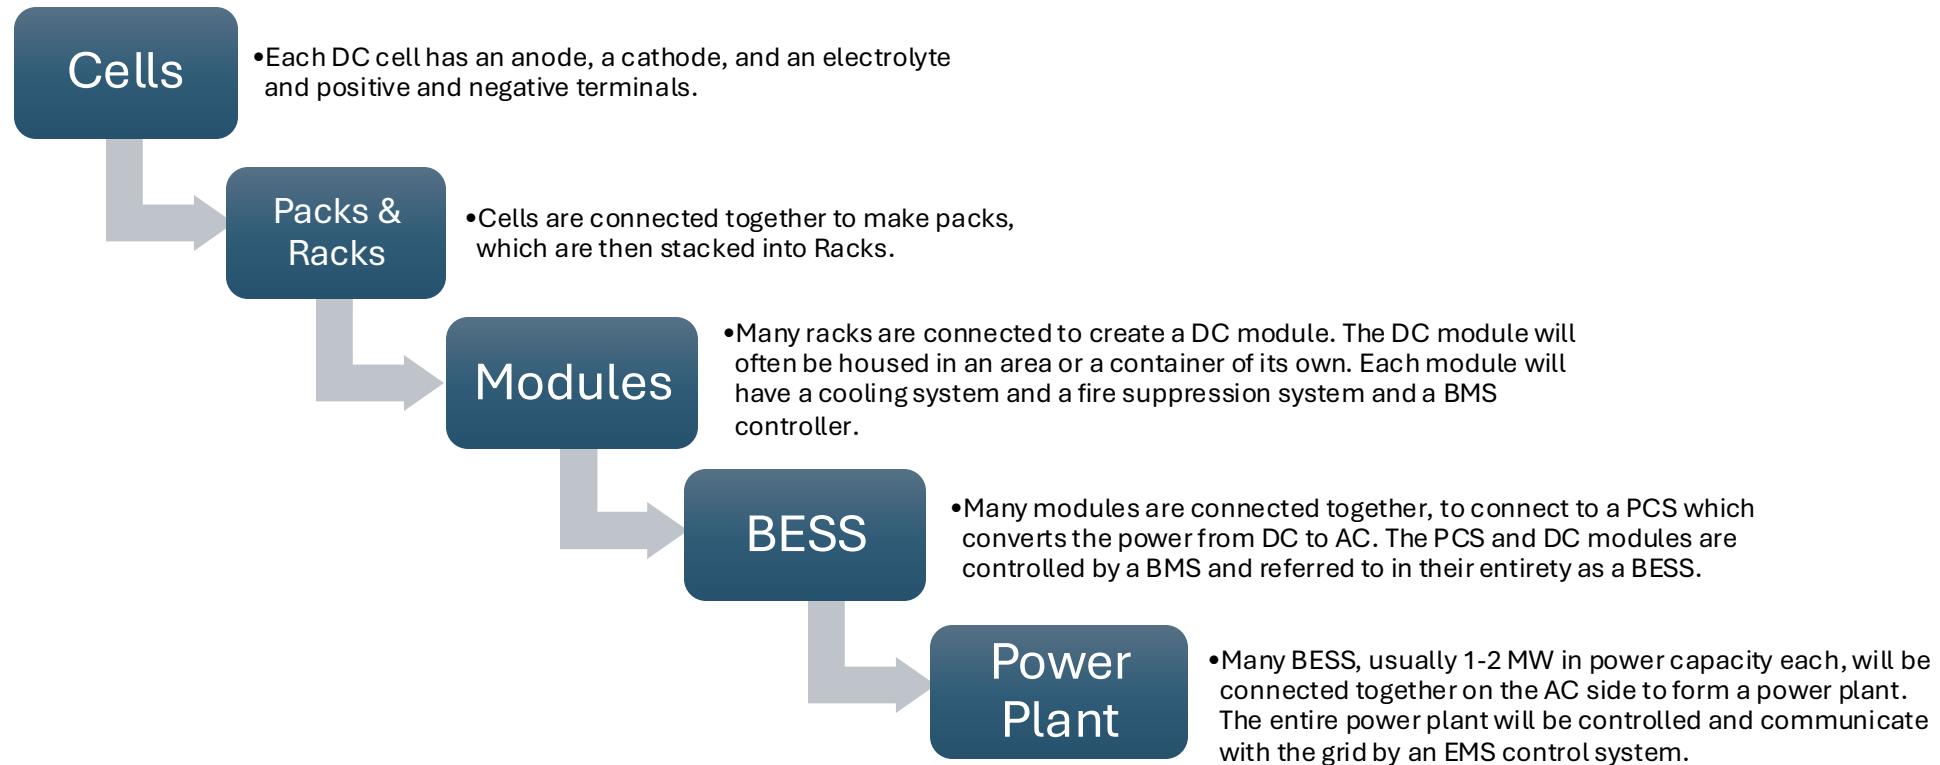 Cells
•Each DC cell has an anode, a cathode, and an electrolyte
and positive and negative terminals.
Packs &
Racks
•Cells are connected together to make packs,
which are then stacked into Racks.
Modules
•Many racks are connected to create a DC module. The DC module will
often be housed in an area or a container of its own. Each module will
have a cooling system and a fire suppression system and a BMS
controller.
BESS
•Many modules are connected together, to connect to a PCS which
converts the power from DC to AC. The PCS and DC modules are
controlled by a BMS and referred to in their entirety as a BESS.
Power
Plant
•Many BESS, usually 1-2 MW in power capacity each, will be
connected together on the AC side to form a power plant.
The entire power plant will be controlled and communicate
with the grid by an EMS control system.